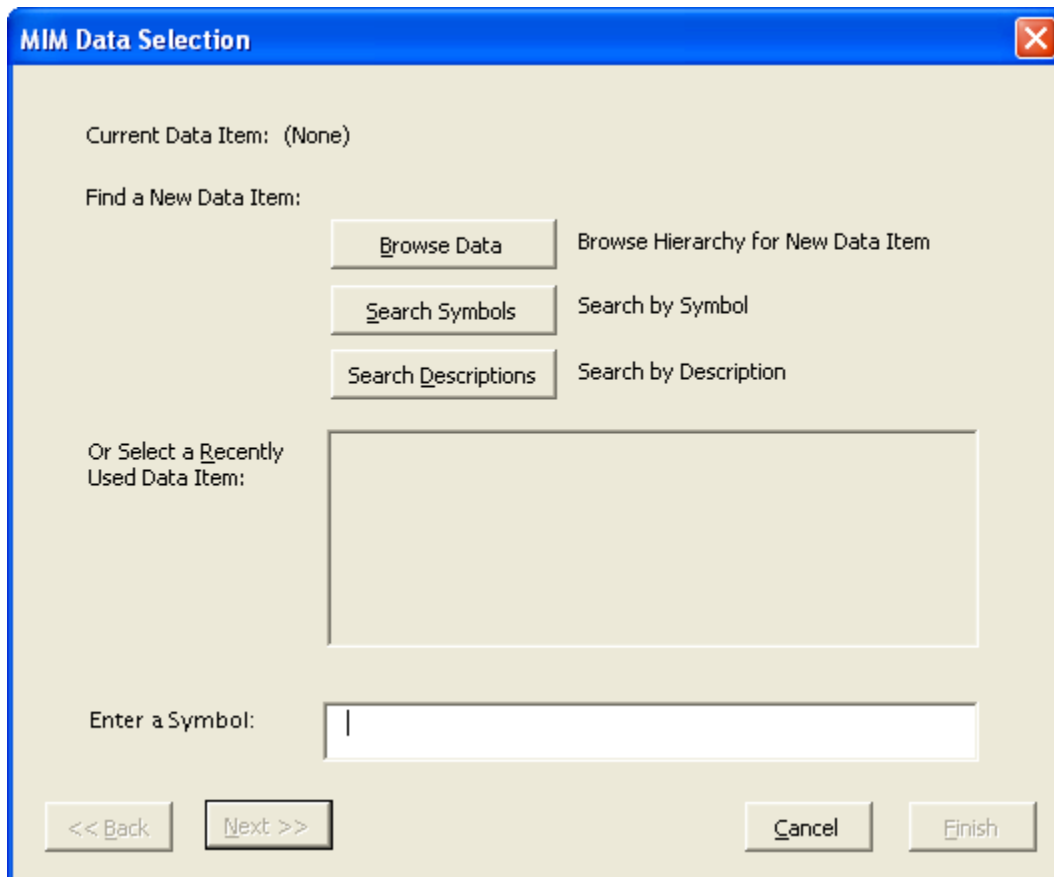 MIM Data Selection
Current Data Item: (None)
Find a New Data Item:
Browse Data Browse Hierarchy for New Data Item
Search Symbols Search by Symbol
Search Descriptions Search by Description
Or Select a Recently
Used Data Item:
Enter a Symbol:
<< Back Next >> Cancel Finish